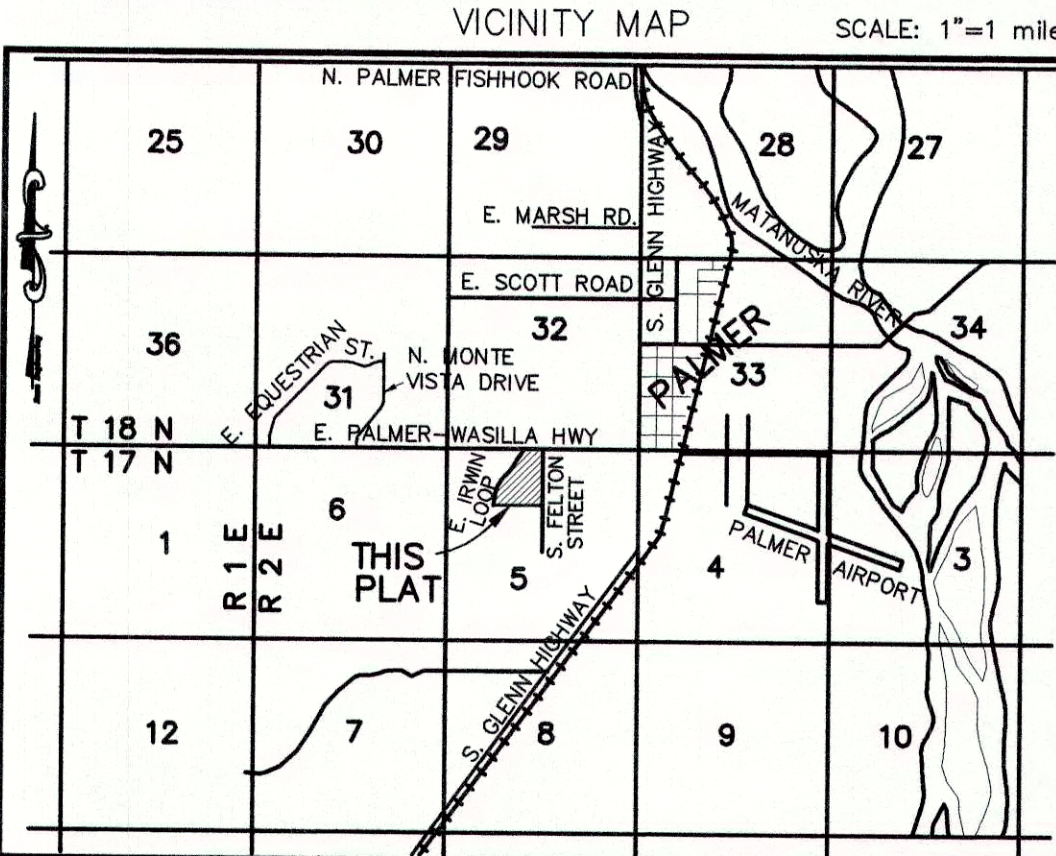 VICINITY MAP
SCALE: 1"=1 mile
N. PALMER FISHHOOK ROAD
25
30
29
28
27
S. GLENN HIGHWAY
E. MARSH RD.
MATANUSKA RIVER
E. SCOTT ROAD
36
E. EQUESTRIAN ST.
31
N. MONTE
VISTA DRIVE
32
PALMER
33
34
T 18 N
E. PALMER-WASILLA HWY
T 17 N
1
R 1 E
R 2 E
6
THIS
PLAT
E. IRWIN
LOOP
S. FELTON
STREET
5
4
PALMER AIRPORT
3
12
7
S. GLENN HIGHWAY
8
9
10